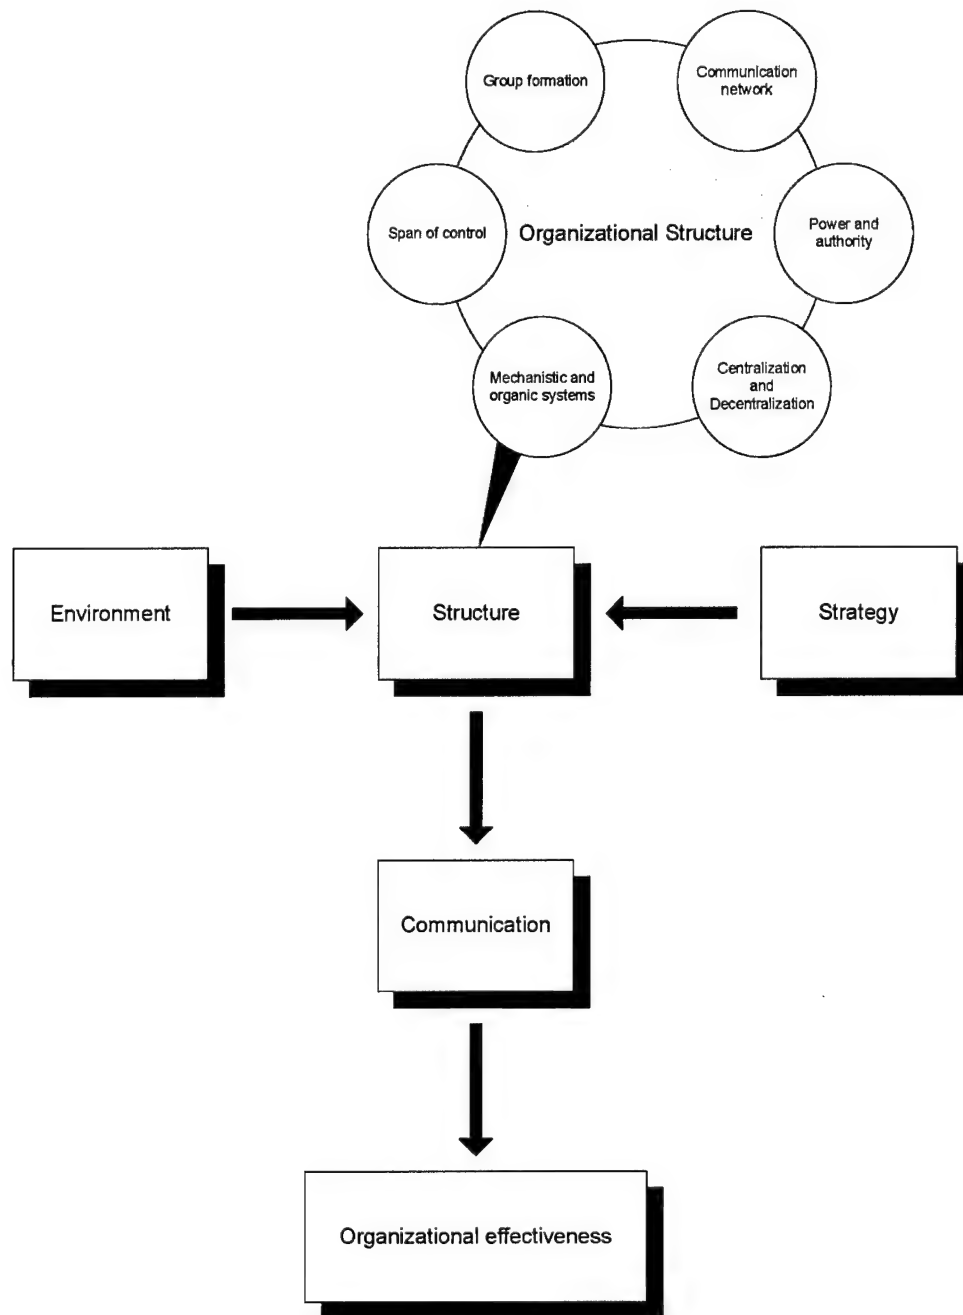 Group formation
Communication
network
Span of control
Organizational Structure
Power and
authority
Mechanistic and
organic systems
Centralization
and
Decentralization
Environment
Structure
Strategy
Communication
Organizational effectiveness